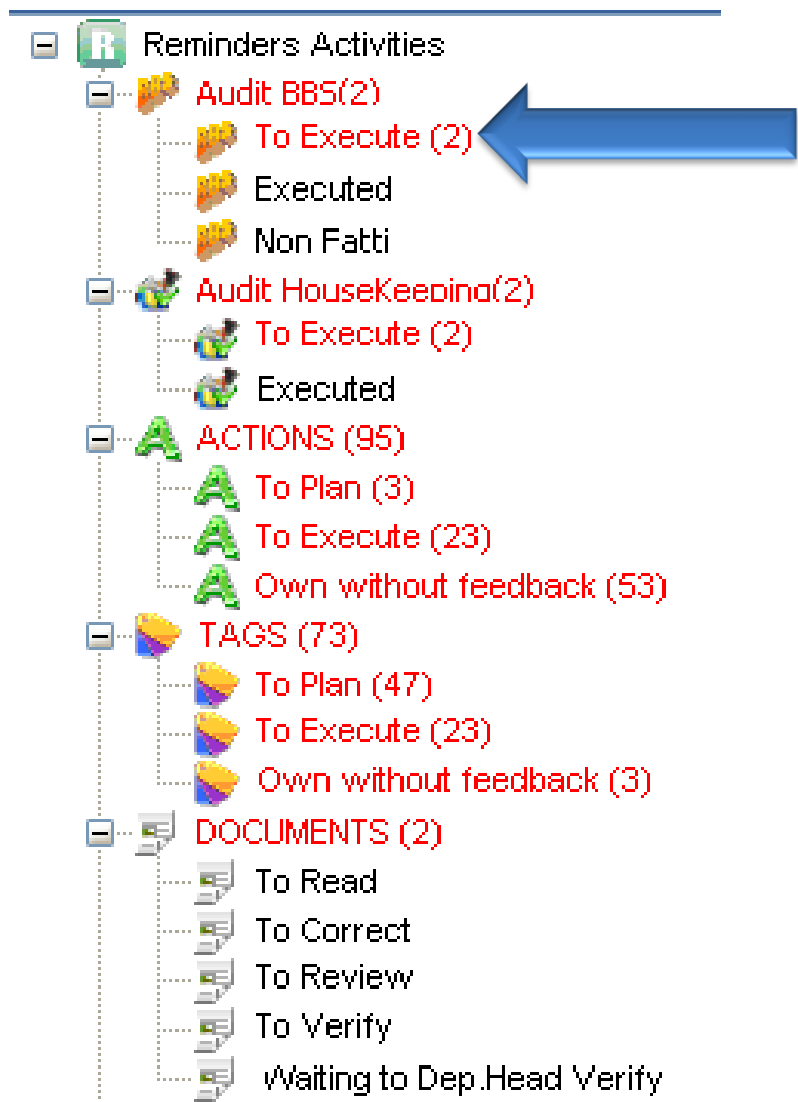 R Reminders Activities
Audit BBS(2)
To Execute (2)
Executed
Non Fatti
Audit HouseKeeping(2)
To Execute (2)
Executed
ACTIONS (95)
To Plan (3)
To Execute (23)
Own without feedback (53)
TAGS (73)
To Plan (47)
To Execute (23)
Own without feedback (3)
DOCUMENTS (2)
To Read
To Correct
To Review
To Verify
Waiting to Dep.Head Verify